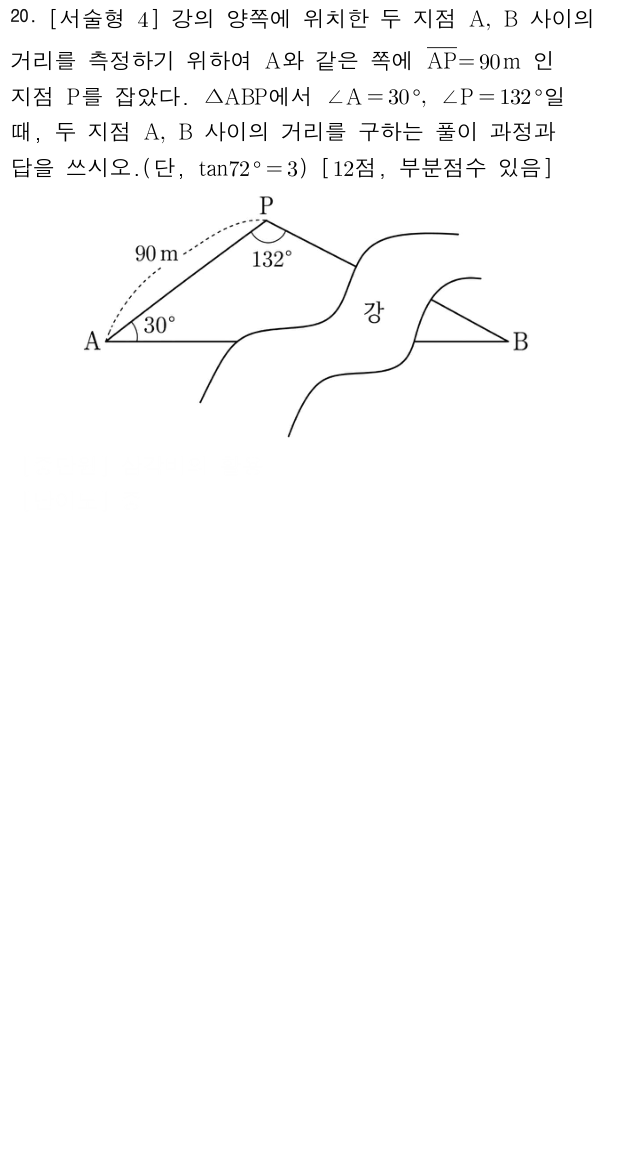 20. [서술형 4] 강의 양쪽에 위치한 두 지점 A, B 사이의
거리를 측정하기 위하여 A와 같은 쪽에 \overline{AP}=90m 인
지점 P를 잡았다. △ABP에서 ∠A=30°, ∠P=132°일
때, 두 지점 A, B 사이의 거리를 구하는 풀이 과정과
답을 쓰시오.(단, tan72°=3) [12점, 부분점수 있음]
P
90m
132°
30°
강
A
B